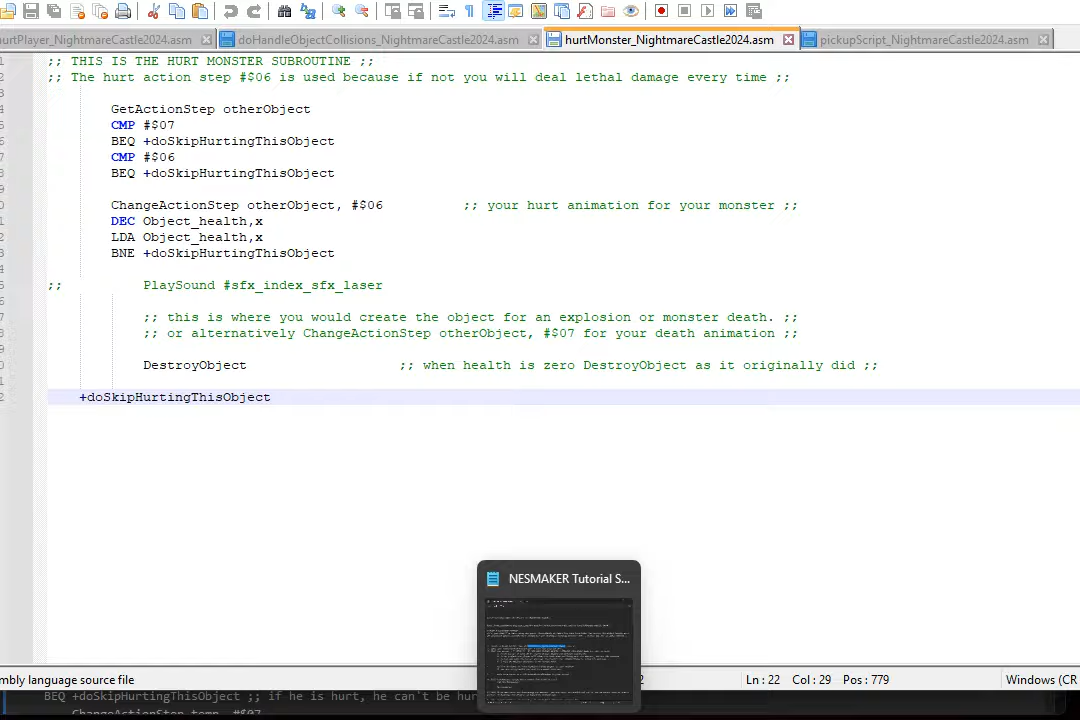 urtPlayer_NightmareCastle2024.asm doHandleObjectCollisions_NightmareCastle2024.asm hurtMonster_NightmareCastle2024.asm pickupScript_NightmareCastle2024.asm
;; THIS IS THE HURT MONSTER SUBROUTINE ;;
;; The hurt action step #$06 is used because if not you will deal lethal damage every time ;;
GetActionStep otherObject
CMP #$07
BEQ +doSkipHurtingThisObject
CMP #$06
BEQ +doSkipHurtingThisObject
ChangeActionStep otherObject, #$06 ;; your hurt animation for your monster ;;
DEC Object_health,x
LDA Object_health,x
BNE +doSkipHurtingThisObject
;; PlaySound #sfx_index_sfx_laser
;; this is where you would create the object for an explosion or monster death. ;;
;; or alternatively ChangeActionStep otherObject, #$07 for your death animation ;;
DestroyObject ;; when health is zero DestroyObject as it originally did ;;
+doSkipHurtingThisObject
NESMAKER Tutorial S...
mbly language source file 2 Ln: 22 Col: 29 Pos: 779 Windows (CR
BEQ +doSkipHurtingThisObject ;; if he is hurt, he can't be hur
ChangeActionStep temp, #$07